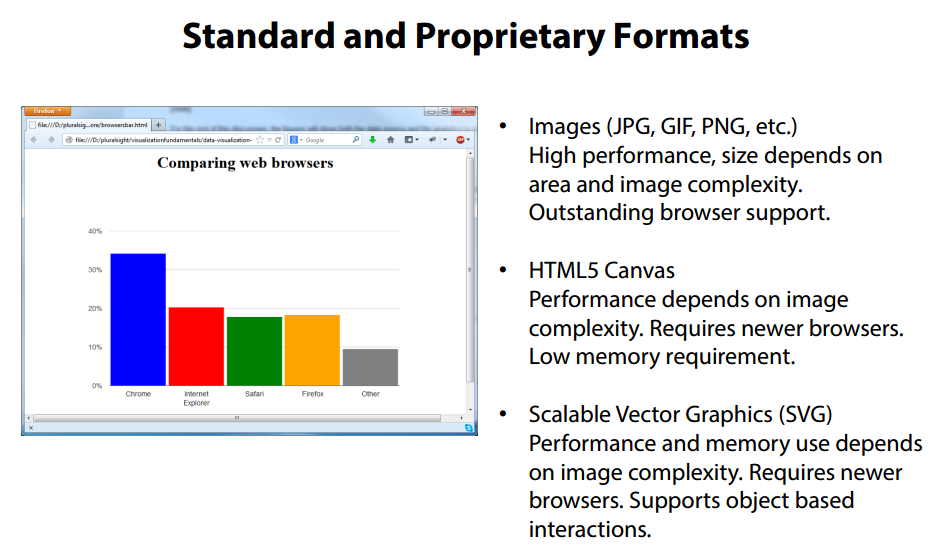 Standard and Proprietary Formats
Firefox
file:///D:/pluralsig...ore/browsersbar.html
file:///D:/pluralsight/visualizationfundamentals/data-visualization-
Google
Comparing web browsers
40%
30%
20%
10%
0%
Chrome
Internet
Explorer
Safari
Firefox
Other
• Images (JPG, GIF, PNG, etc.)
High performance, size depends on
area and image complexity.
Outstanding browser support.
• HTML5 Canvas
Performance depends on image
complexity. Requires newer browsers.
Low memory requirement.
• Scalable Vector Graphics (SVG)
Performance and memory use depends
on image complexity. Requires newer
browsers. Supports object based
interactions.